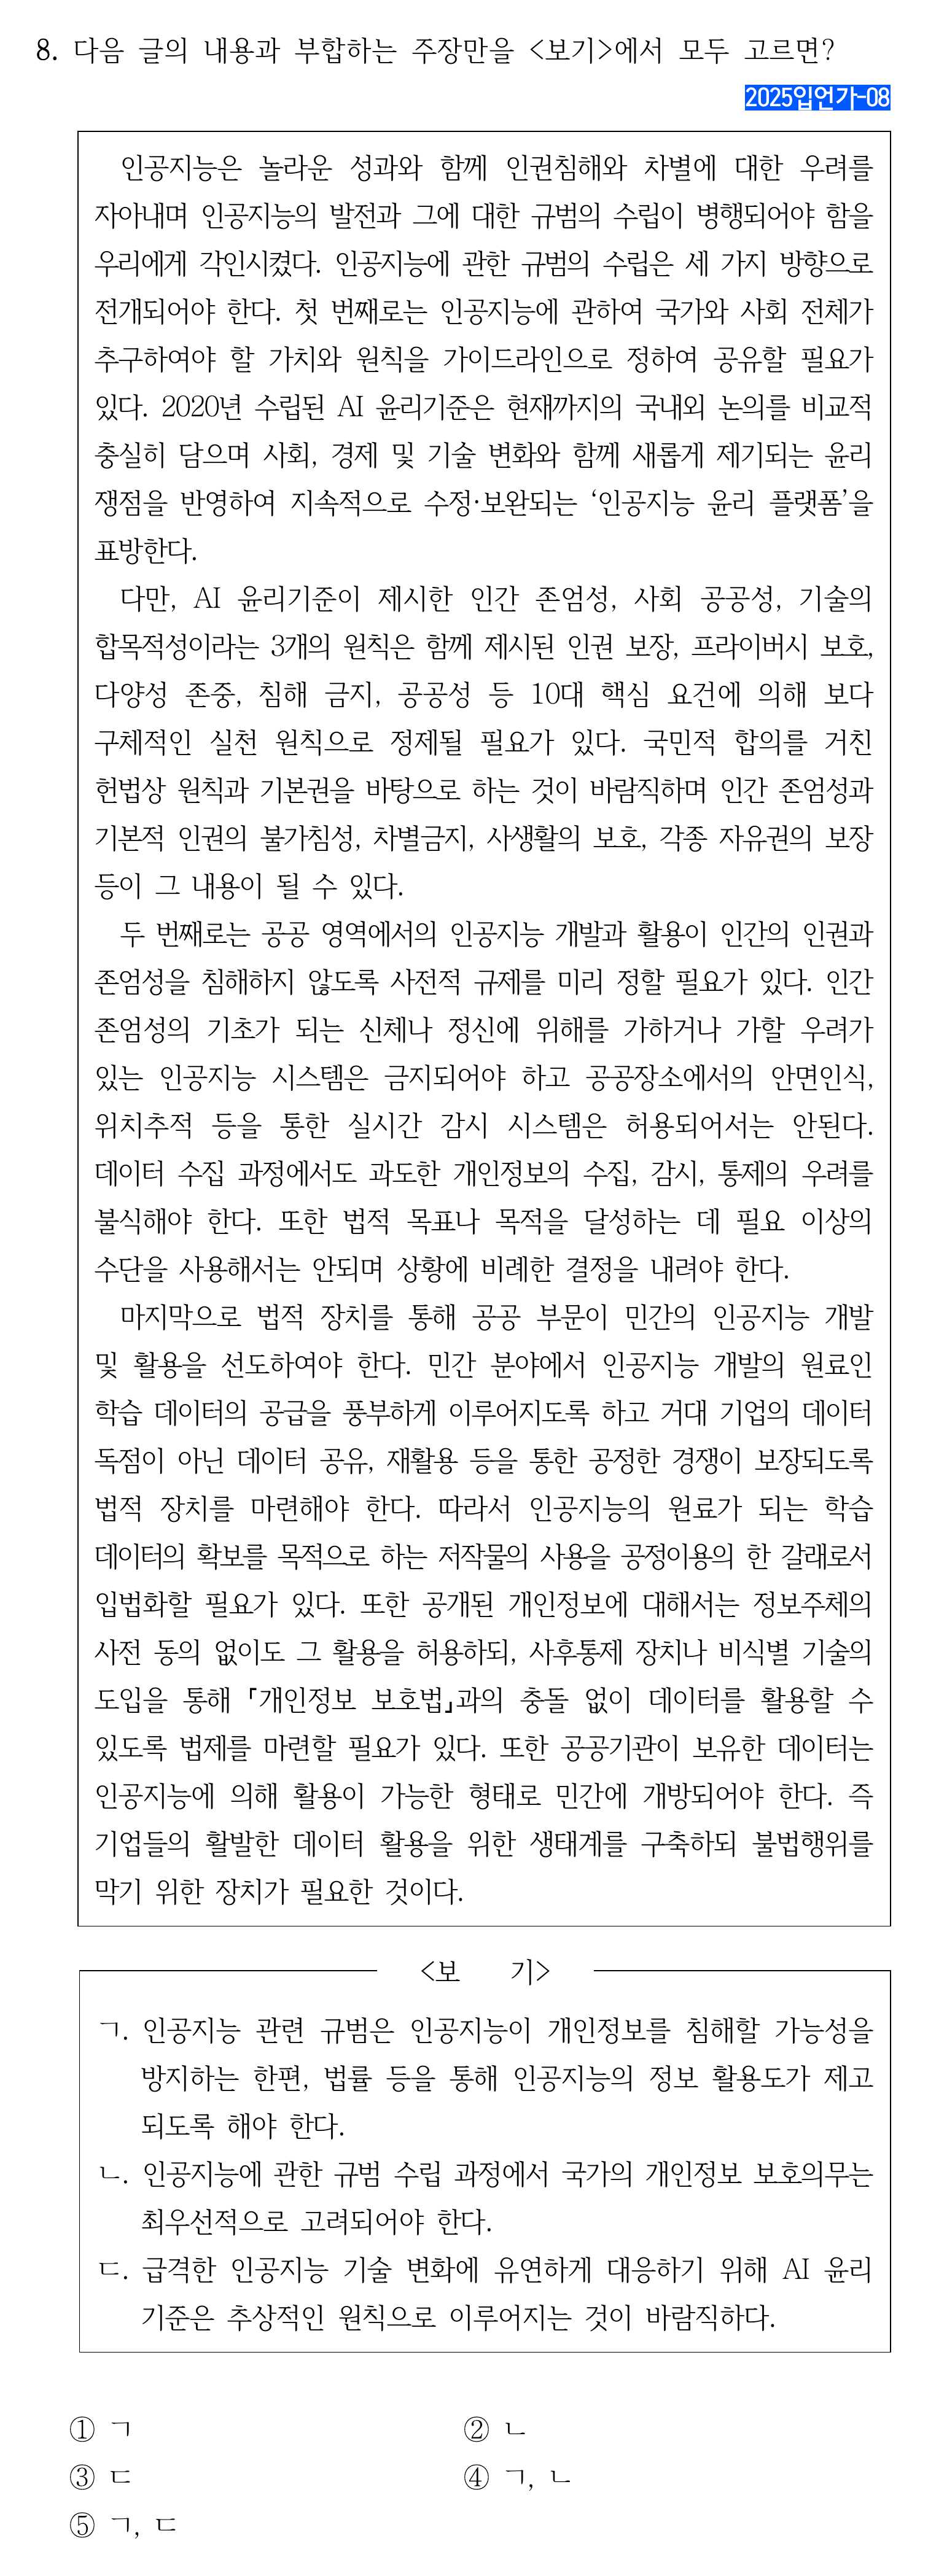 8. 다음 글의 내용과 부합하는 주장만을 <보기>에서 모두 고르면?
2025입언가-08
인공지능은 놀라운 성과와 함께 인권침해와 차별에 대한 우려를
자아내며 인공지능의 발전과 그에 대한 규범의 수립이 병행되어야 함을
우리에게 각인시켰다. 인공지능에 관한 규범의 수립은 세 가지 방향으로
전개되어야 한다. 첫 번째로는 인공지능에 관하여 국가와 사회 전체가
추구하여야 할 가치와 원칙을 가이드라인으로 정하여 공유할 필요가
있다. 2020년 수립된 AI 윤리기준은 현재까지의 국내외 논의를 비교적
충실히 담으며 사회, 경제 및 기술 변화와 함께 새롭게 제기되는 윤리
쟁점을 반영하여 지속적으로 수정·보완되는 ‘인공지능 윤리 플랫폼’을
표방한다.
다만, AI 윤리기준이 제시한 인간 존엄성, 사회 공공성, 기술의
합목적성이라는 3개의 원칙은 함께 제시된 인권 보장, 프라이버시 보호,
다양성 존중, 침해 금지, 공공성 등 10대 핵심 요건에 의해 보다
구체적인 실천 원칙으로 정제될 필요가 있다. 국민적 합의를 거친
헌법상 원칙과 기본권을 바탕으로 하는 것이 바람직하며 인간 존엄성과
기본적 인권의 불가침성, 차별금지, 사생활의 보호, 각종 자유권의 보장
등이 그 내용이 될 수 있다.
두 번째로는 공공 영역에서의 인공지능 개발과 활용이 인간의 인권과
존엄성을 침해하지 않도록 사전적 규제를 미리 정할 필요가 있다. 인간
존엄성의 기초가 되는 신체나 정신에 위해를 가하거나 가할 우려가
있는 인공지능 시스템은 금지되어야 하고 공공장소에서의 안면인식,
위치추적 등을 통한 실시간 감시 시스템은 허용되어서는 안된다.
데이터 수집 과정에서도 과도한 개인정보의 수집, 감시, 통제의 우려를
불식해야 한다. 또한 법적 목표나 목적을 달성하는 데 필요 이상의
수단을 사용해서는 안되며 상황에 비례한 결정을 내려야 한다.
마지막으로 법적 장치를 통해 공공 부문이 민간의 인공지능 개발
및 활용을 선도하여야 한다. 민간 분야에서 인공지능 개발의 원료인
학습 데이터의 공급을 풍부하게 이루어지도록 하고 거대 기업의 데이터
독점이 아닌 데이터 공유, 재활용 등을 통한 공정한 경쟁이 보장되도록
법적 장치를 마련해야 한다. 따라서 인공지능의 원료가 되는 학습
데이터의 확보를 목적으로 하는 저작물의 사용을 공정이용의 한 갈래로서
입법화할 필요가 있다. 또한 공개된 개인정보에 대해서는 정보주체의
사전 동의 없이도 그 활용을 허용하되, 사후통제 장치나 비식별 기술의
도입을 통해 「개인정보 보호법」과의 충돌 없이 데이터를 활용할 수
있도록 법제를 마련할 필요가 있다. 또한 공공기관이 보유한 데이터는
인공지능에 의해 활용이 가능한 형태로 민간에 개방되어야 한다. 즉
기업들의 활발한 데이터 활용을 위한 생태계를 구축하되 불법행위를
막기 위한 장치가 필요한 것이다.
<보 기>
ㄱ. 인공지능 관련 규범은 인공지능이 개인정보를 침해할 가능성을
방지하는 한편, 법률 등을 통해 인공지능의 정보 활용도가 제고
되도록 해야 한다.
ㄴ. 인공지능에 관한 규범 수립 과정에서 국가의 개인정보 보호의무는
최우선적으로 고려되어야 한다.
ㄷ. 급격한 인공지능 기술 변화에 유연하게 대응하기 위해 AI 윤리
기준은 추상적인 원칙으로 이루어지는 것이 바람직하다.
① ㄱ ② ㄴ
③ ㄷ ④ ㄱ, ㄴ
⑤ ㄱ, ㄷ